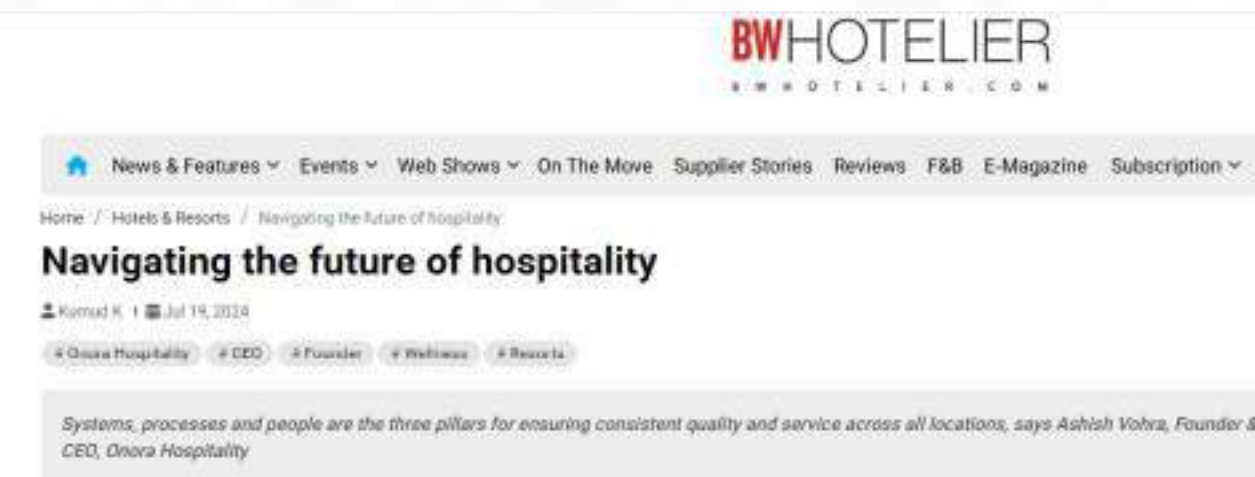 BWHOTELIER
BWHOTELIER.COM
News & Features Events Web Shows On The Move Supplier Stories Reviews F&B E-Magazine Subscription
Home / Hotels & Resorts / Navigating the future of hospitality
Navigating the future of hospitality
Kumud K Jul 19, 2024
# Onora Hospitality # CEO # Founder # Wellness # Resorts
Systems, processes and people are the three pillars for ensuring consistent quality and service across all locations, says Ashish Vohra, Founder &
CEO, Onora Hospitality